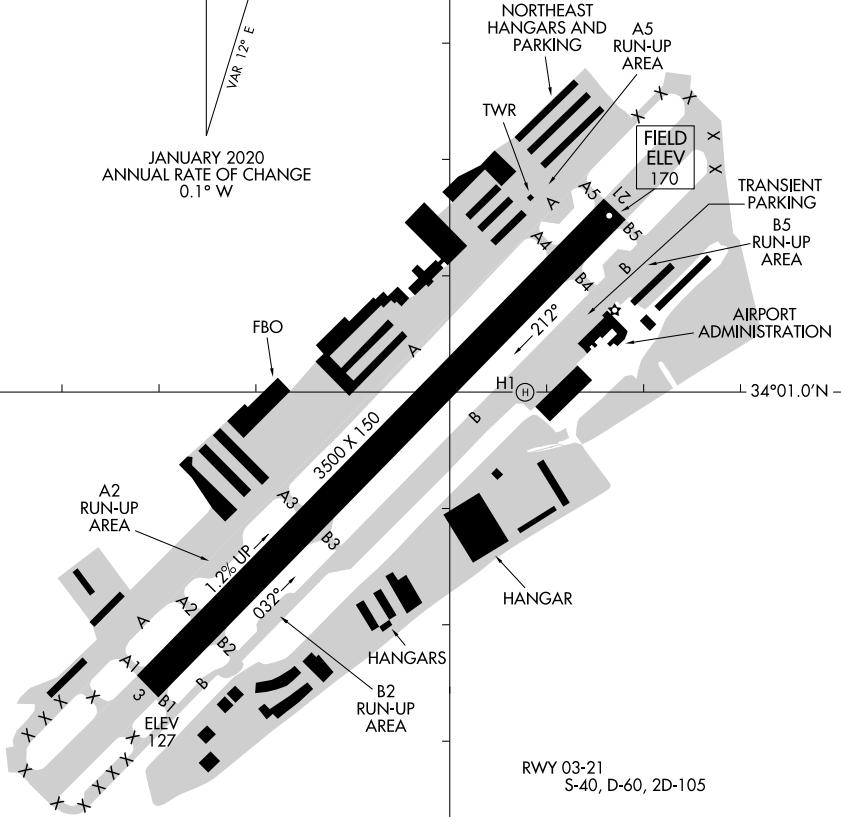 NORTHEAST
HANGARS AND
PARKING
A5
RUN-UP
AREA
VAR 12° E
TWR
JANUARY 2020
ANNUAL RATE OF CHANGE
0.1° W
FIELD
ELEV
170
X
X
X
X
X
TRANSIENT
PARKING
A
A5
21
B5
B5
RUN-UP
AREA
A4
B
B4
212°
AIRPORT
ADMINISTRATION
FBO
A
H1
H
34°01.0'N
B
3500 X 150
A2
RUN-UP
AREA
A3
B3
1.2% UP
032°
HANGAR
A
A2
B2
HANGARS
A1
B
B2
RUN-UP
AREA
3
B1
ELEV
127
X
X
X
X
X
X
X
X
X
X
X
X
RWY 03-21
S-40, D-60, 2D-105